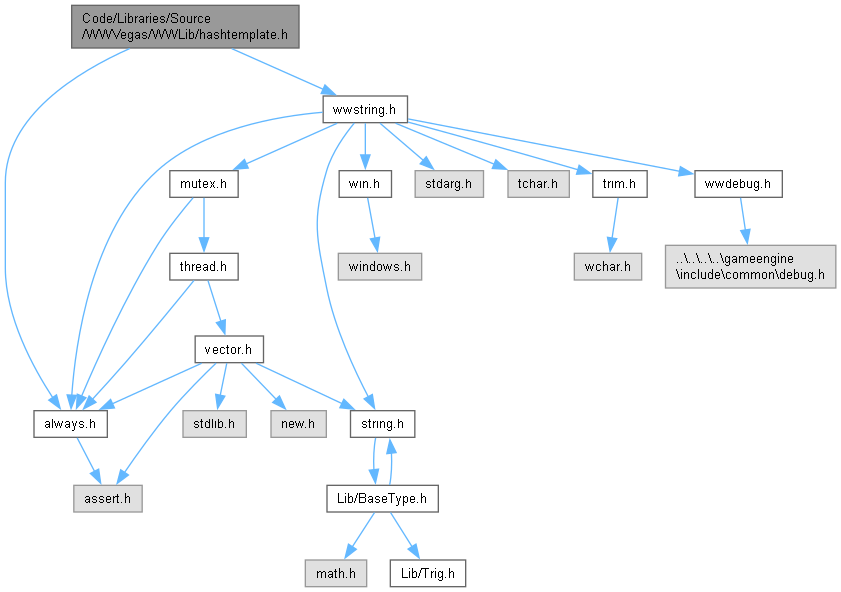 Code/Libraries/Source
/WWVegas/WWLib/hashtemplate.h
wwstring.h
mutex.h
win.h
stdarg.h
tchar.h
trim.h
wwdebug.h
thread.h
windows.h
wchar.h
..\..\..\..\gameengine
\include\common\debug.h
vector.h
always.h
stdlib.h
new.h
string.h
assert.h
Lib/BaseType.h
math.h
Lib/Trig.h